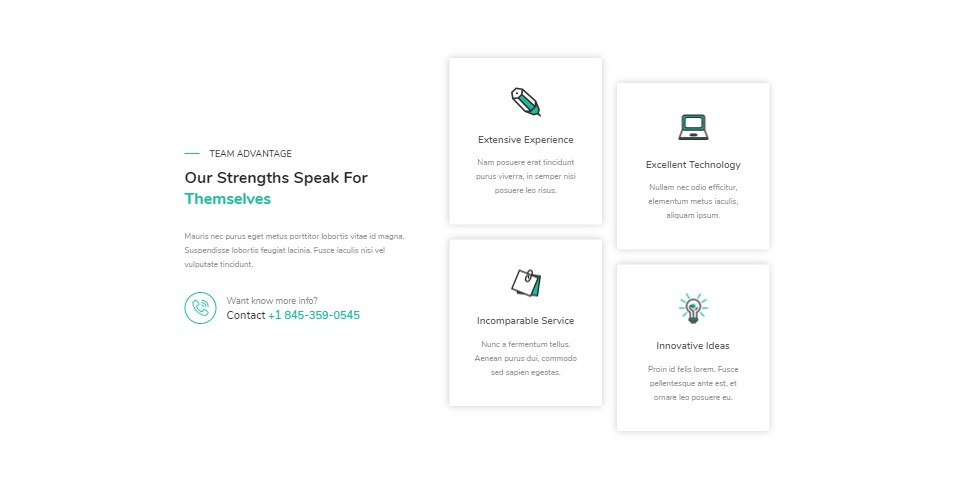 TEAM ADVANTAGE
Our Strengths Speak For
Themselves
Mauris nec purus eget metus porttitor lobortis vitae id magna.
Suspendisse lobortis feugiat lacinia. Fusce iaculis nisi vel
vulputate tincidunt.
Want know more info?
Contact +1 845-359-0545
Extensive Experience
Nam posuere erat tincidunt
purus viverra, in semper nisi
posuere leo risus.
Incomparable Service
Nunc a fermentum tellus.
Aenean purus dui, commodo
sed sapien egestas.
Excellent Technology
Nullam nec odio efficitur,
elementum metus iaculis,
aliquam ipsum.
Innovative Ideas
Proin id felis lorem. Fusce
pellentesque ante est, et
ornare leo posuere eu.